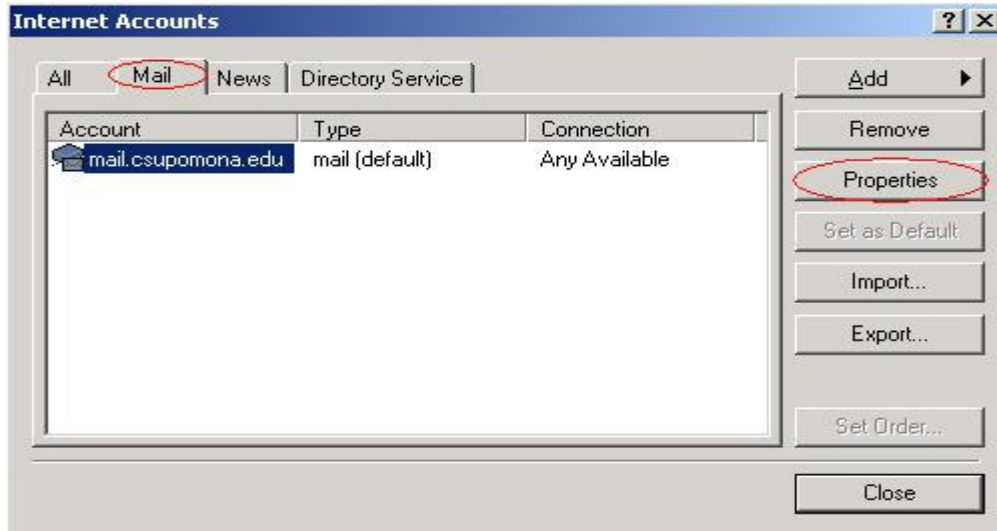 Internet Accounts
? ×
All Mail News Directory Service
Add
Account Type Connection
Remove
mail.csupomona.edu mail (default) Any Available
Properties
Set as Default
Import...
Export...
Set Order...
Close